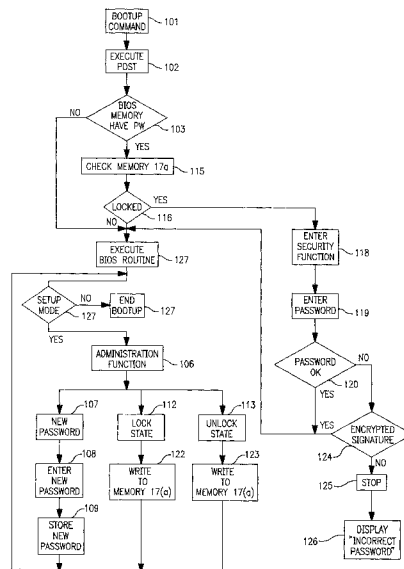 BOOTUP
COMMAND
101
EXECUTE
POST
102
BIOS
MEMORY
HAVE PW
103
NO
YES
CHECK MEMORY 17a
115
LOCKED
116
YES
NO
EXECUTE
BIOS ROUTINE
127
SETUP
MODE
127
NO
END
BOOTUP
127
YES
ADMINISTRATION
FUNCTION
106
107
NEW
PASSWORD
108
ENTER
NEW
PASSWORD
109
STORE
NEW
PASSWORD
112
LOCK
STATE
122
WRITE
TO
MEMORY 17(a)
113
UNLOCK
STATE
123
WRITE
TO
MEMORY 17(a)
ENTER
SECURITY
FUNCTION
118
ENTER
PASSWORD
119
PASSWORD
OK
120
NO
YES
ENCRYPTED
SIGNATURE
124
YES
NO
125
STOP
126
DISPLAY
"INCORRECT
PASSWORD"